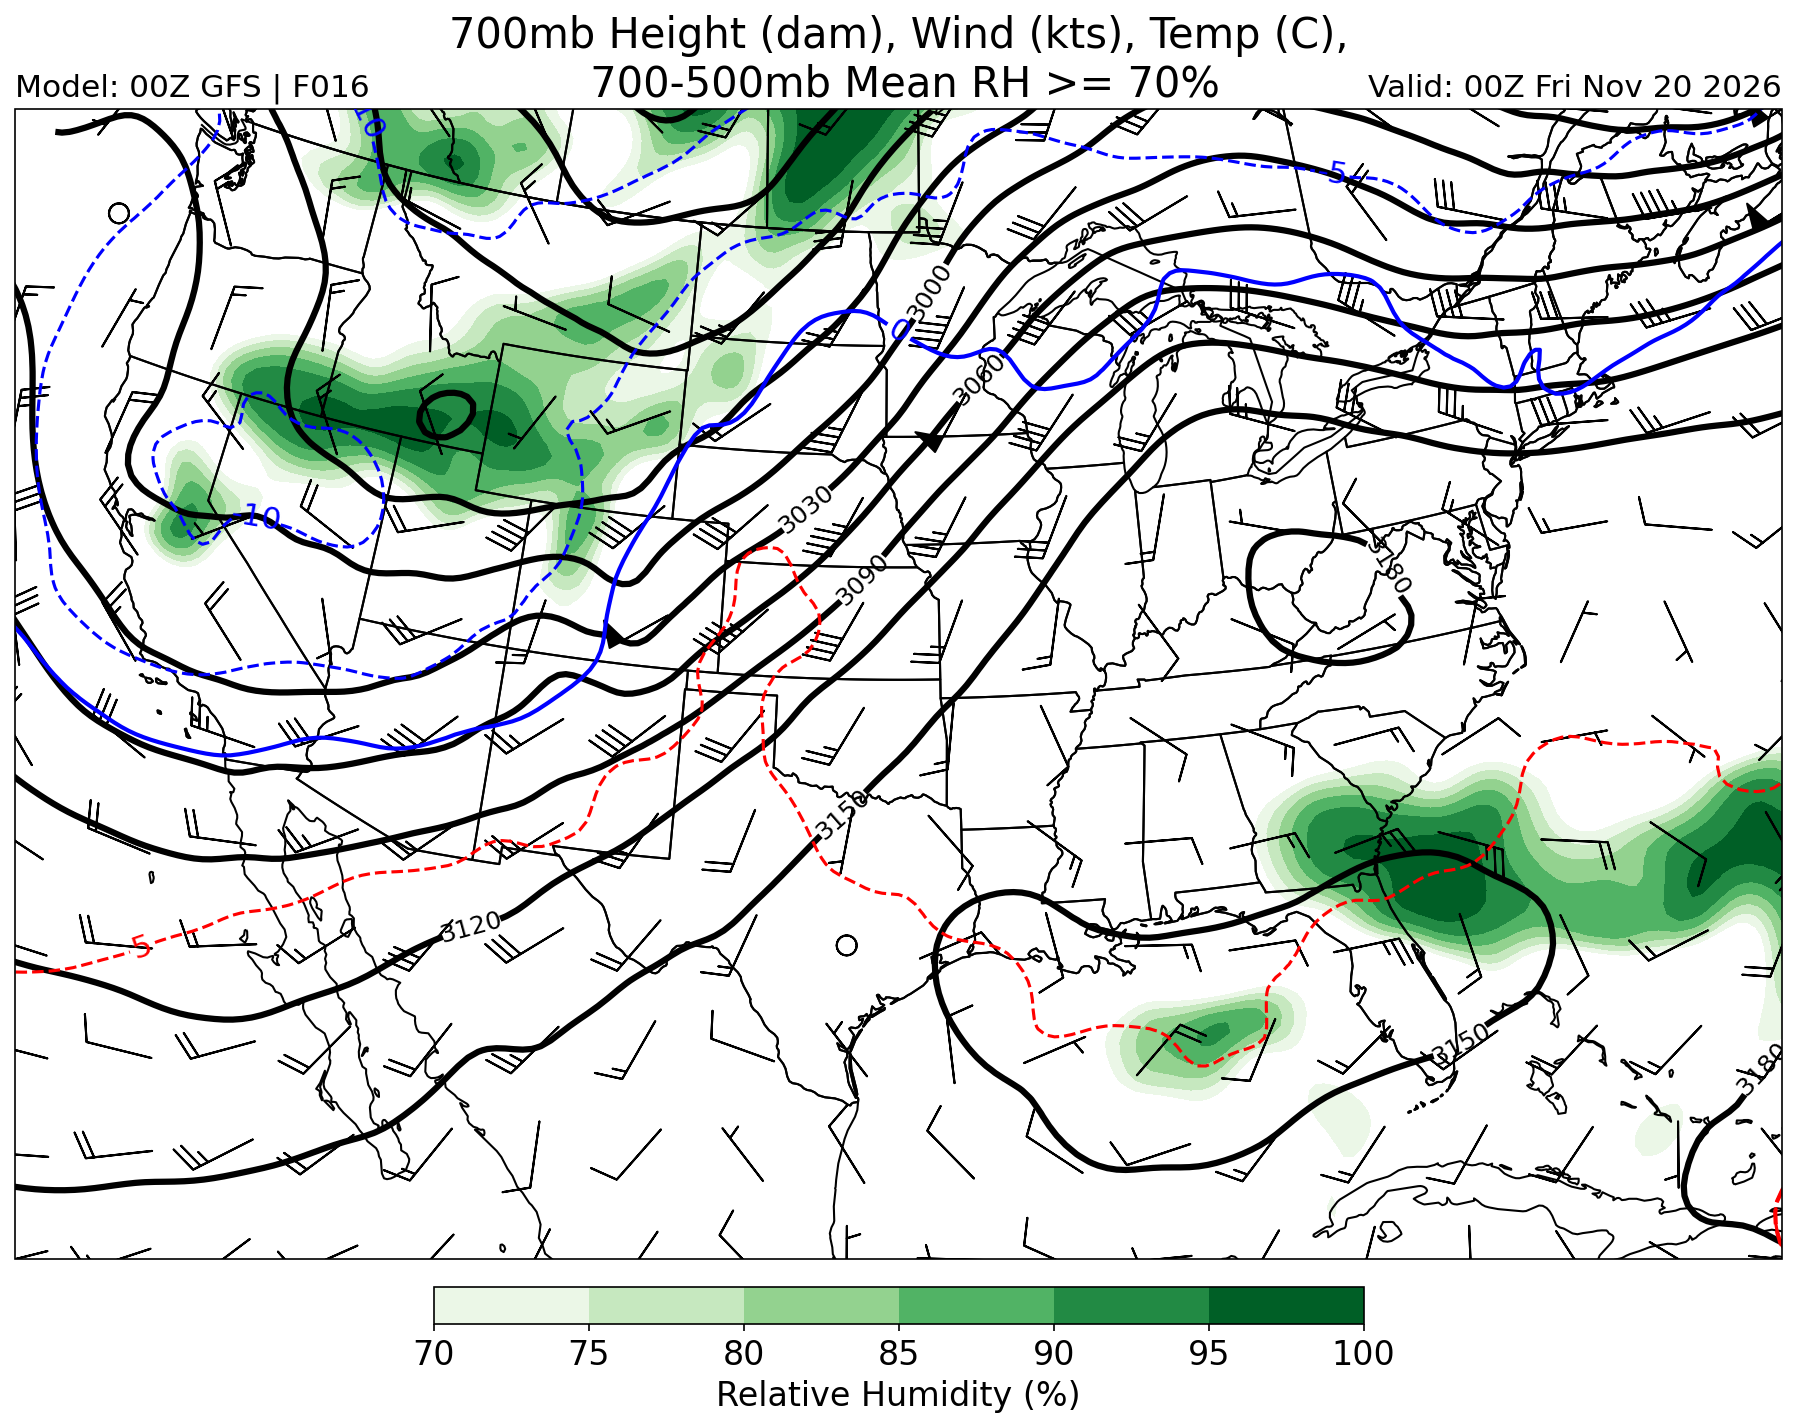 700mb Height (dam), Wind (kts), Temp (C),
700-500mb Mean RH >= 70%
Model: 00Z GFS | F016
Valid: 00Z Fri Nov 20 2026
10
5
3000
0
3060
3030
-10
3090
3180
3150
3120
5
3150
3180
70 75 80 85 90 95 100
Relative Humidity (%)